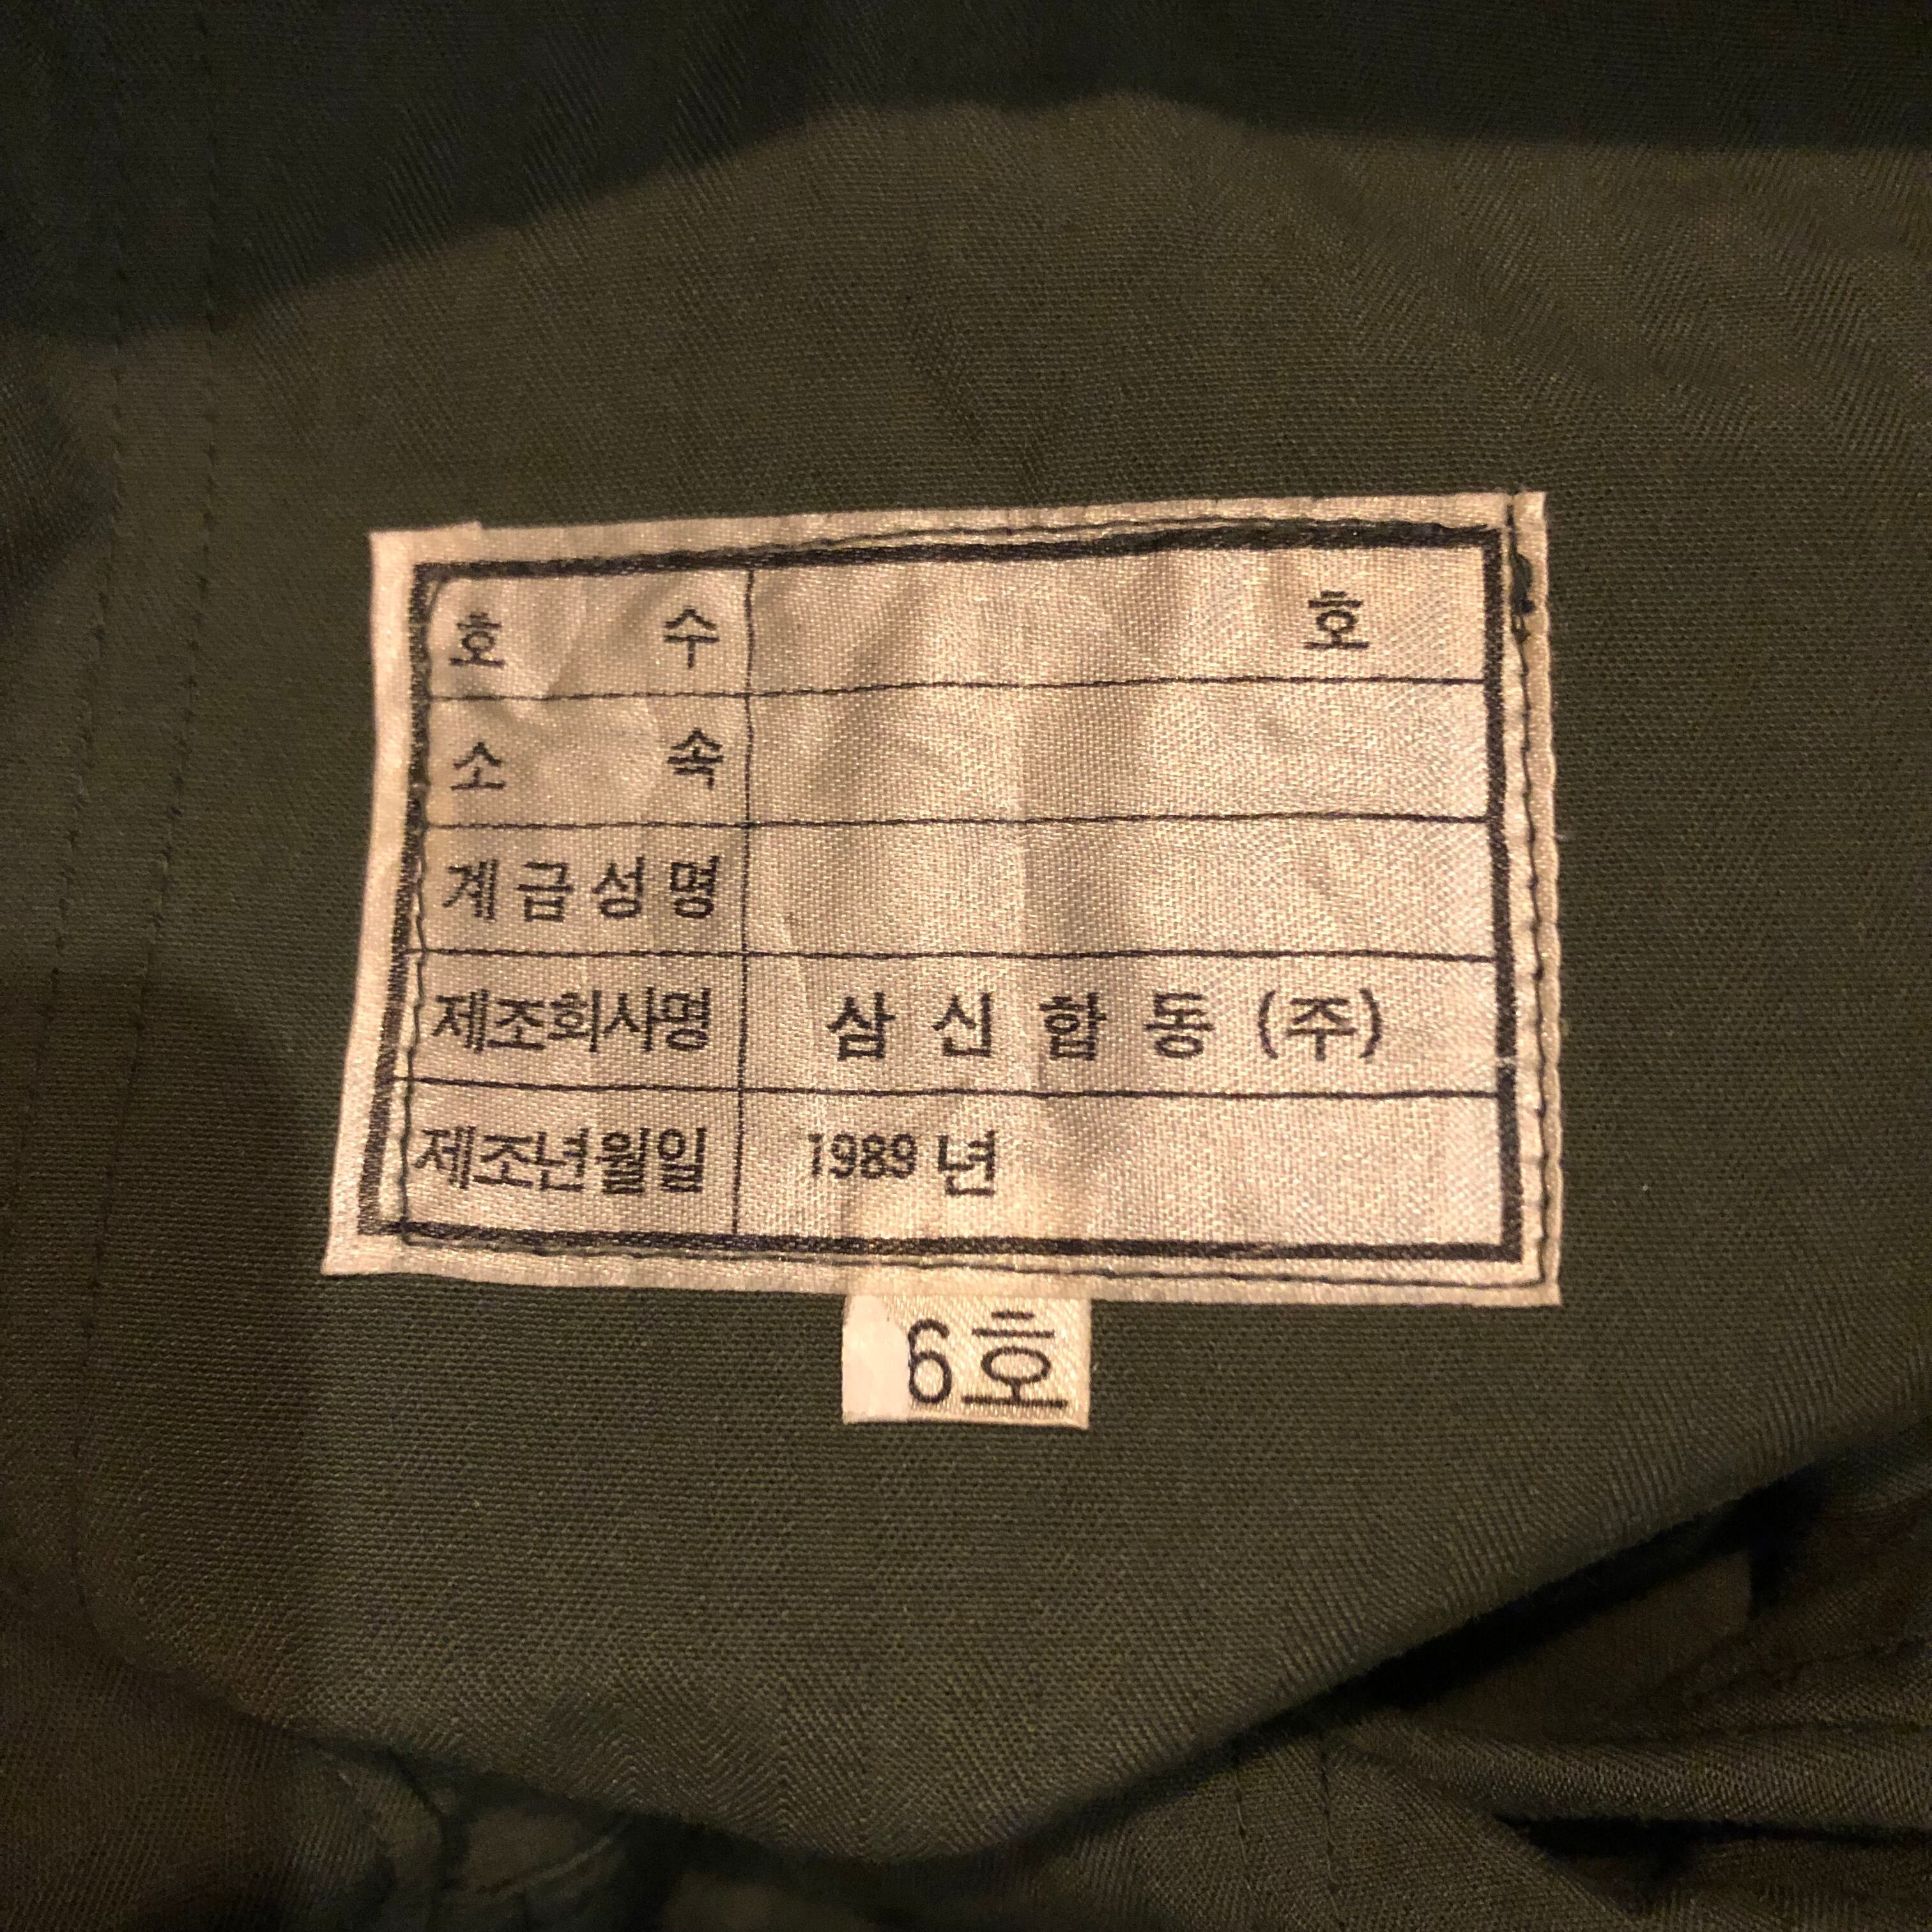 호 수 호
소 속
계급성명
제조회사명 삼신합동(주)
제조년월일 1989년
6호